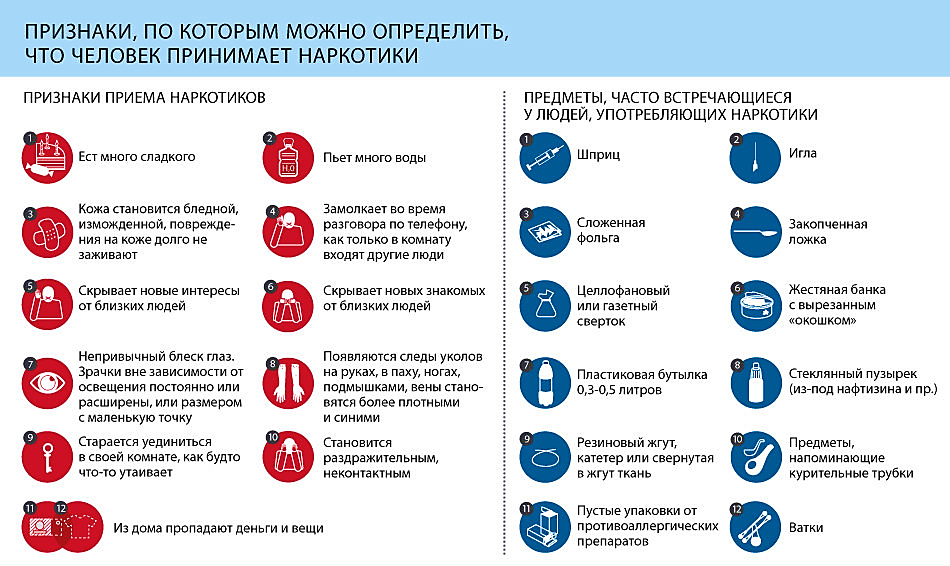 ПРИЗНАКИ, ПО КОТОРЫМ МОЖНО ОПРЕДЕЛИТЬ,
ЧТО ЧЕЛОВЕК ПРИНИМАЕТ НАРКОТИКИ
ПРИЗНАКИ ПРИЕМА НАРКОТИКОВ
1
Ест много сладкого
2
H₂O
Пьет много воды
3
Кожа становится бледной,
изможденной, поврежде-
ния на коже долго не
заживают
4
Замолкает во время
разговора по телефону,
как только в комнату
входят другие люди
5
Скрывает новые интересы
от близких людей
6
Скрывает новых знакомых
от близких людей
7
Непривычный блеск глаз.
Зрачки вне зависимости от
освещения постоянно или
расширены, или размером
с маленькую точку
8
Появляются следы уколов
на руках, в паху, ногах,
подмышками, вены стано-
вятся более плотными
и синими
9
Старается уединиться
в своей комнате, как будто
что-то утаивает
10
Становится
раздражительным,
неконтактным
11 12
Из дома пропадают деньги и вещи
ПРЕДМЕТЫ, ЧАСТО ВСТРЕЧАЮЩИЕСЯ
У ЛЮДЕЙ, УПОТРЕБЛЯЮЩИХ НАРКОТИКИ
1
Шприц
2
Игла
3
Сложенная
фольга
4
Закопченная
ложка
5
Целлофановый
или газетный
сверток
6
Жестяная банка
с вырезанным
«окошком»
7
Пластиковая бутылка
0,3-0,5 литров
8
Стеклянный пузырек
(из-под нафтизина и пр.)
9
Резиновый жгут,
катетер или свернутая
в жгут ткань
10
Предметы,
напоминающие
курительные трубки
11
Пустые упаковки от
противоаллергических
препаратов
12
Ватки